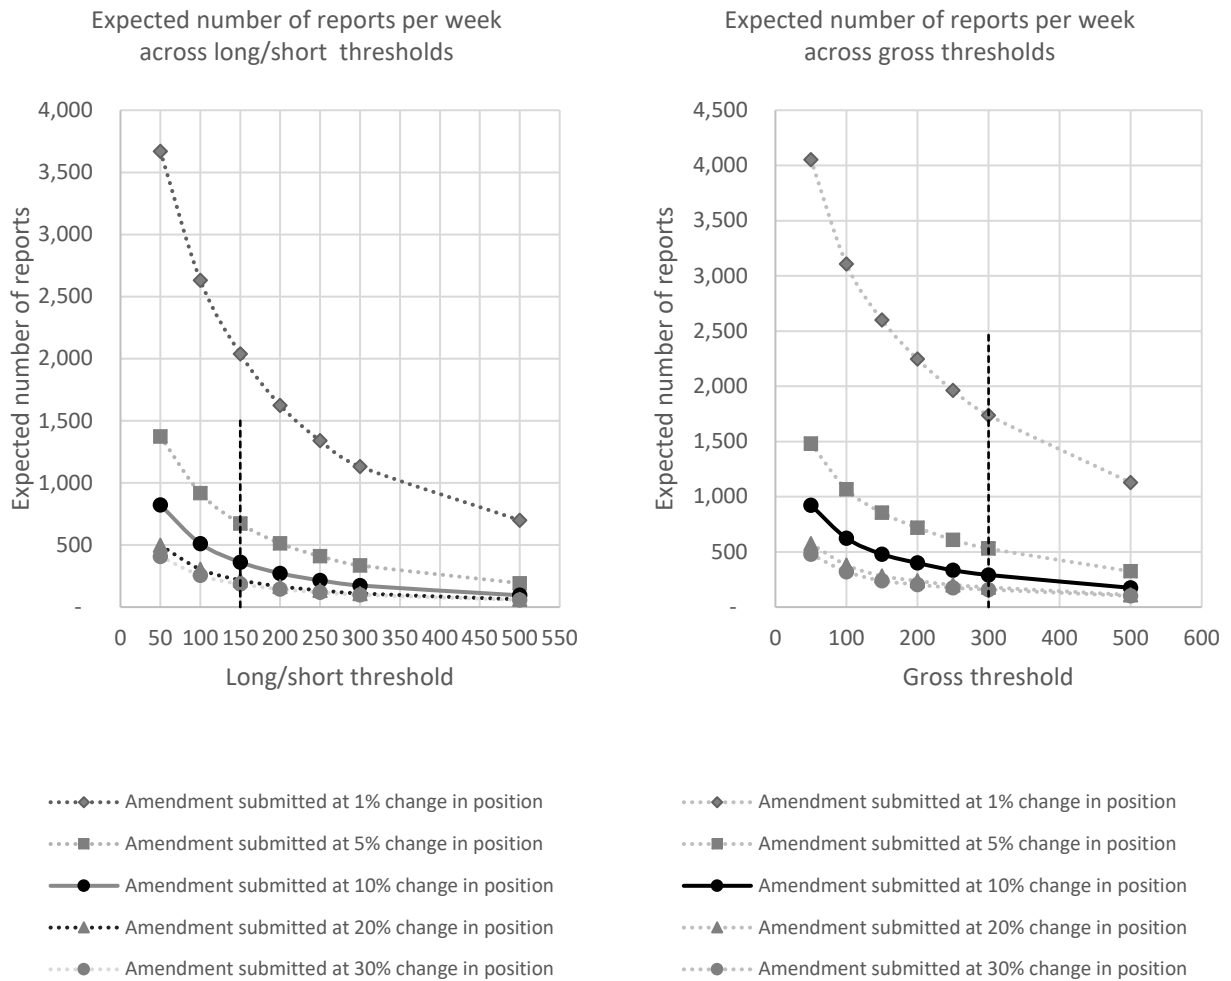 Expected number of reports per week
across long/short thresholds
4,000
3,500
3,000
2,500
2,000
1,500
1,000
500
-
Expected number of reports
0 50 100 150 200 250 300 350 400 450 500 550
Long/short threshold
Amendment submitted at 1% change in position
Amendment submitted at 5% change in position
Amendment submitted at 10% change in position
Amendment submitted at 20% change in position
Amendment submitted at 30% change in position
Expected number of reports per week
across gross thresholds
4,500
4,000
3,500
3,000
2,500
2,000
1,500
1,000
500
-
Expected number of reports
0 100 200 300 400 500 600
Gross threshold
Amendment submitted at 1% change in position
Amendment submitted at 5% change in position
Amendment submitted at 10% change in position
Amendment submitted at 20% change in position
Amendment submitted at 30% change in position